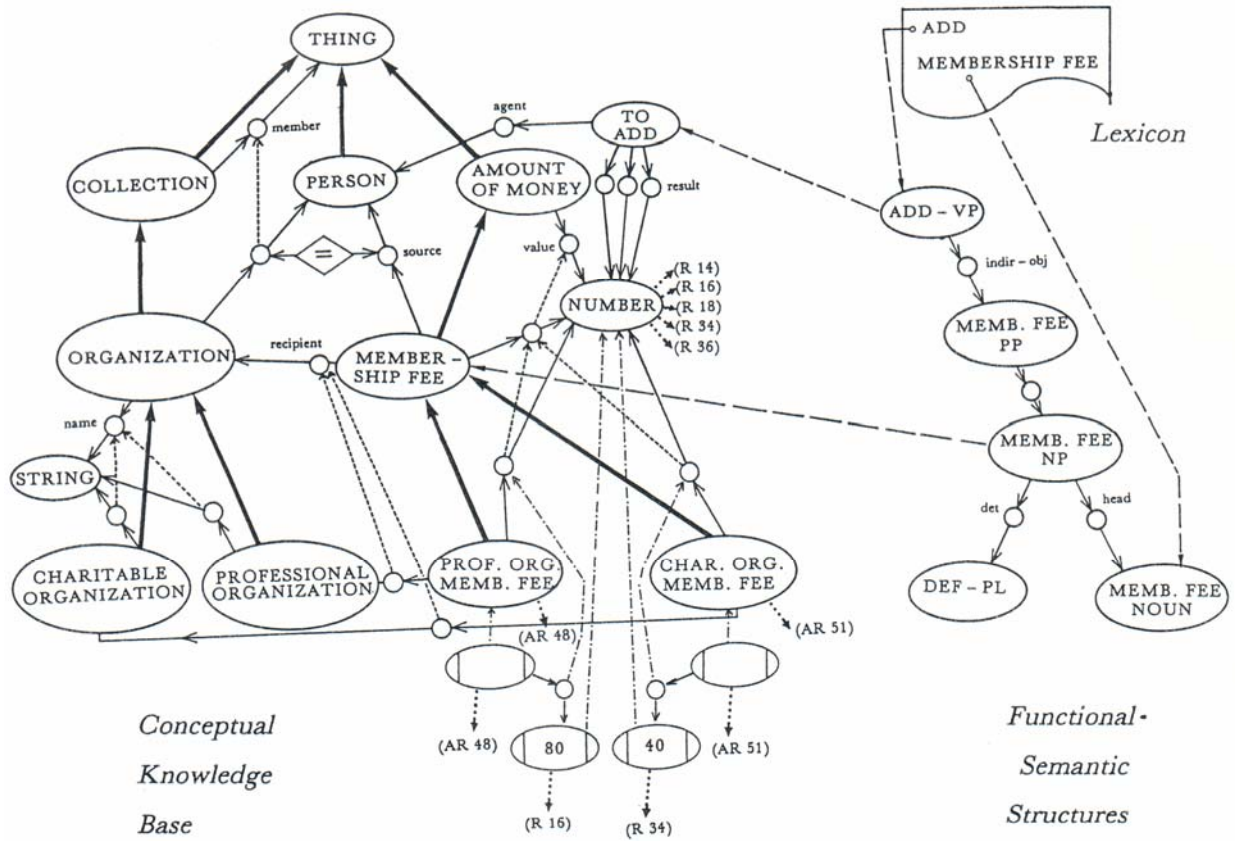 THING
ADD
MEMBERSHIP FEE
Lexicon
agent
TO
ADD
member
COLLECTION
PERSON
AMOUNT
OF MONEY
result
ADD – VP
source
value
indir – obj
NUMBER
(R 14)
(R 16)
(R 18)
(R 34)
(R 36)
MEMB. FEE
PP
ORGANIZATION
recipient
MEMBER –
SHIP FEE
name
STRING
MEMB. FEE
NP
det
head
CHARITABLE
ORGANIZATION
PROFESSIONAL
ORGANIZATION
PROF. ORG.
MEMB. FEE
CHAR. ORG.
MEMB. FEE
DEF – PL
MEMB. FEE
NOUN
(AR 48)
(AR 51)
(AR 48)
80
40
(AR 51)
(R 16)
(R 34)
Conceptual
Knowledge
Base
Functional-
Semantic
Structures
=